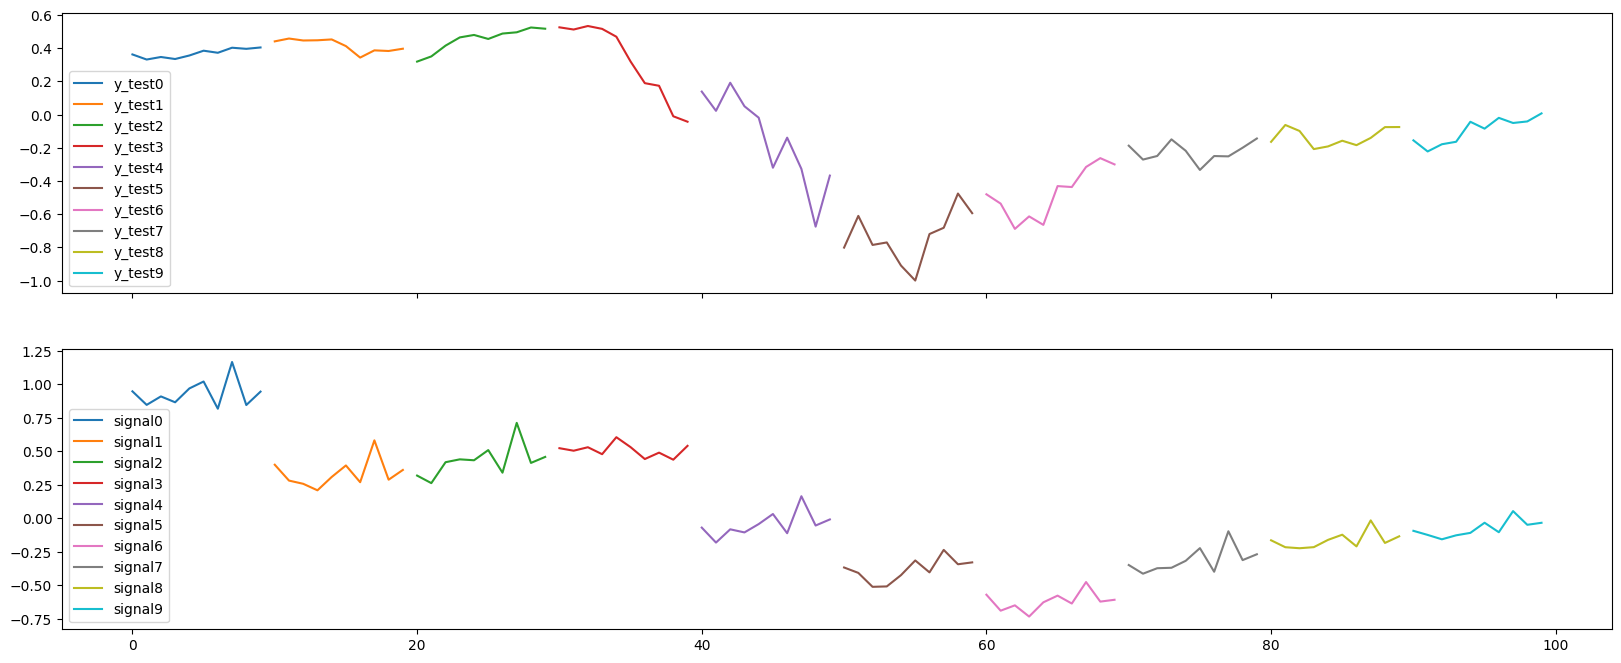 0.6
0.4
0.2
0.0
−0.2
−0.4
−0.6
−0.8
−1.0
y_test0
y_test1
y_test2
y_test3
y_test4
y_test5
y_test6
y_test7
y_test8
y_test9
1.25
1.00
0.75
0.50
0.25
0.00
−0.25
−0.50
−0.75
signal0
signal1
signal2
signal3
signal4
signal5
signal6
signal7
signal8
signal9
0 20 40 60 80 100